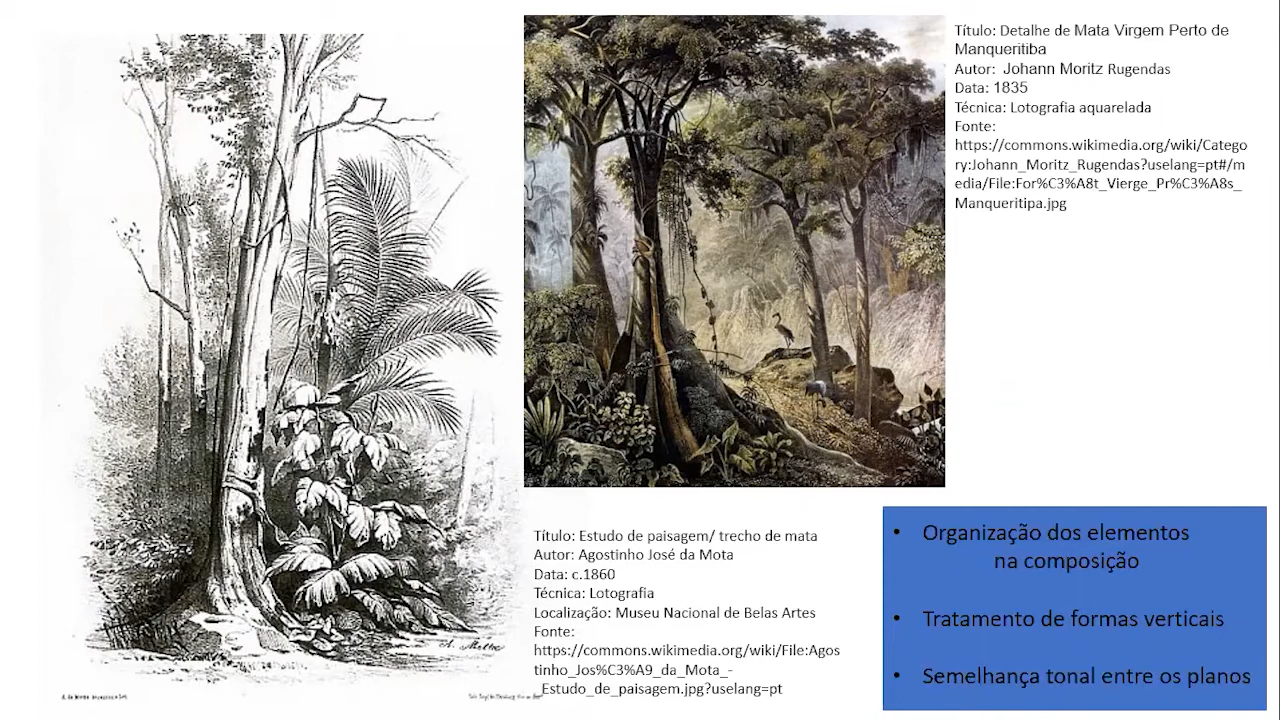 Título: Detalhe de Mata Virgem Perto de
Manqueritiba
Autor: Johann Moritz Rugendas
Data: 1835
Técnica: Lotografia aquarelada
Fonte:
https://commons.wikimedia.org/wiki/Catego
ry:Johann_Moritz_Rugendas?uselang=pt#/m
edia/File:For%C3%A8t_Vierge_Pr%C3%A8s_
Manqueritipa.jpg
Título: Estudo de paisagem/ trecho de mata
Autor: Agostinho José da Mota
Data: c.1860
Técnica: Lotografia
Localização: Museu Nacional de Belas Artes
Fonte:
https://commons.wikimedia.org/wiki/File:Agos
tinho_Jos%C3%A9_da_Mota_-
_Estudo_de_paisagem.jpg?uselang=pt
• Organização dos elementos
na composição
• Tratamento de formas verticais
• Semelhança tonal entre os planos